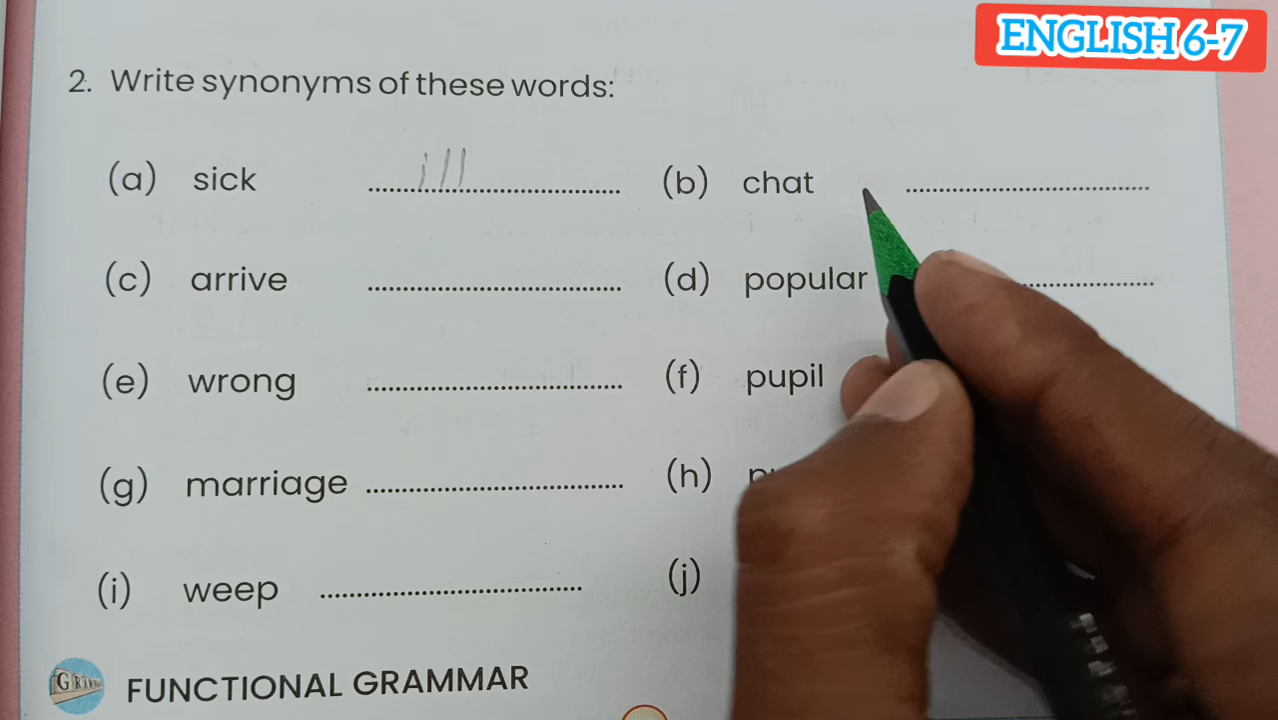 ENGLISH 6-7
2. Write synonyms of these words:
(a) sick ill (b) chat
(c) arrive (d) popular
(e) wrong (f) pupil
(g) marriage (h)
(i) weep (j)
FUNCTIONAL GRAMMAR